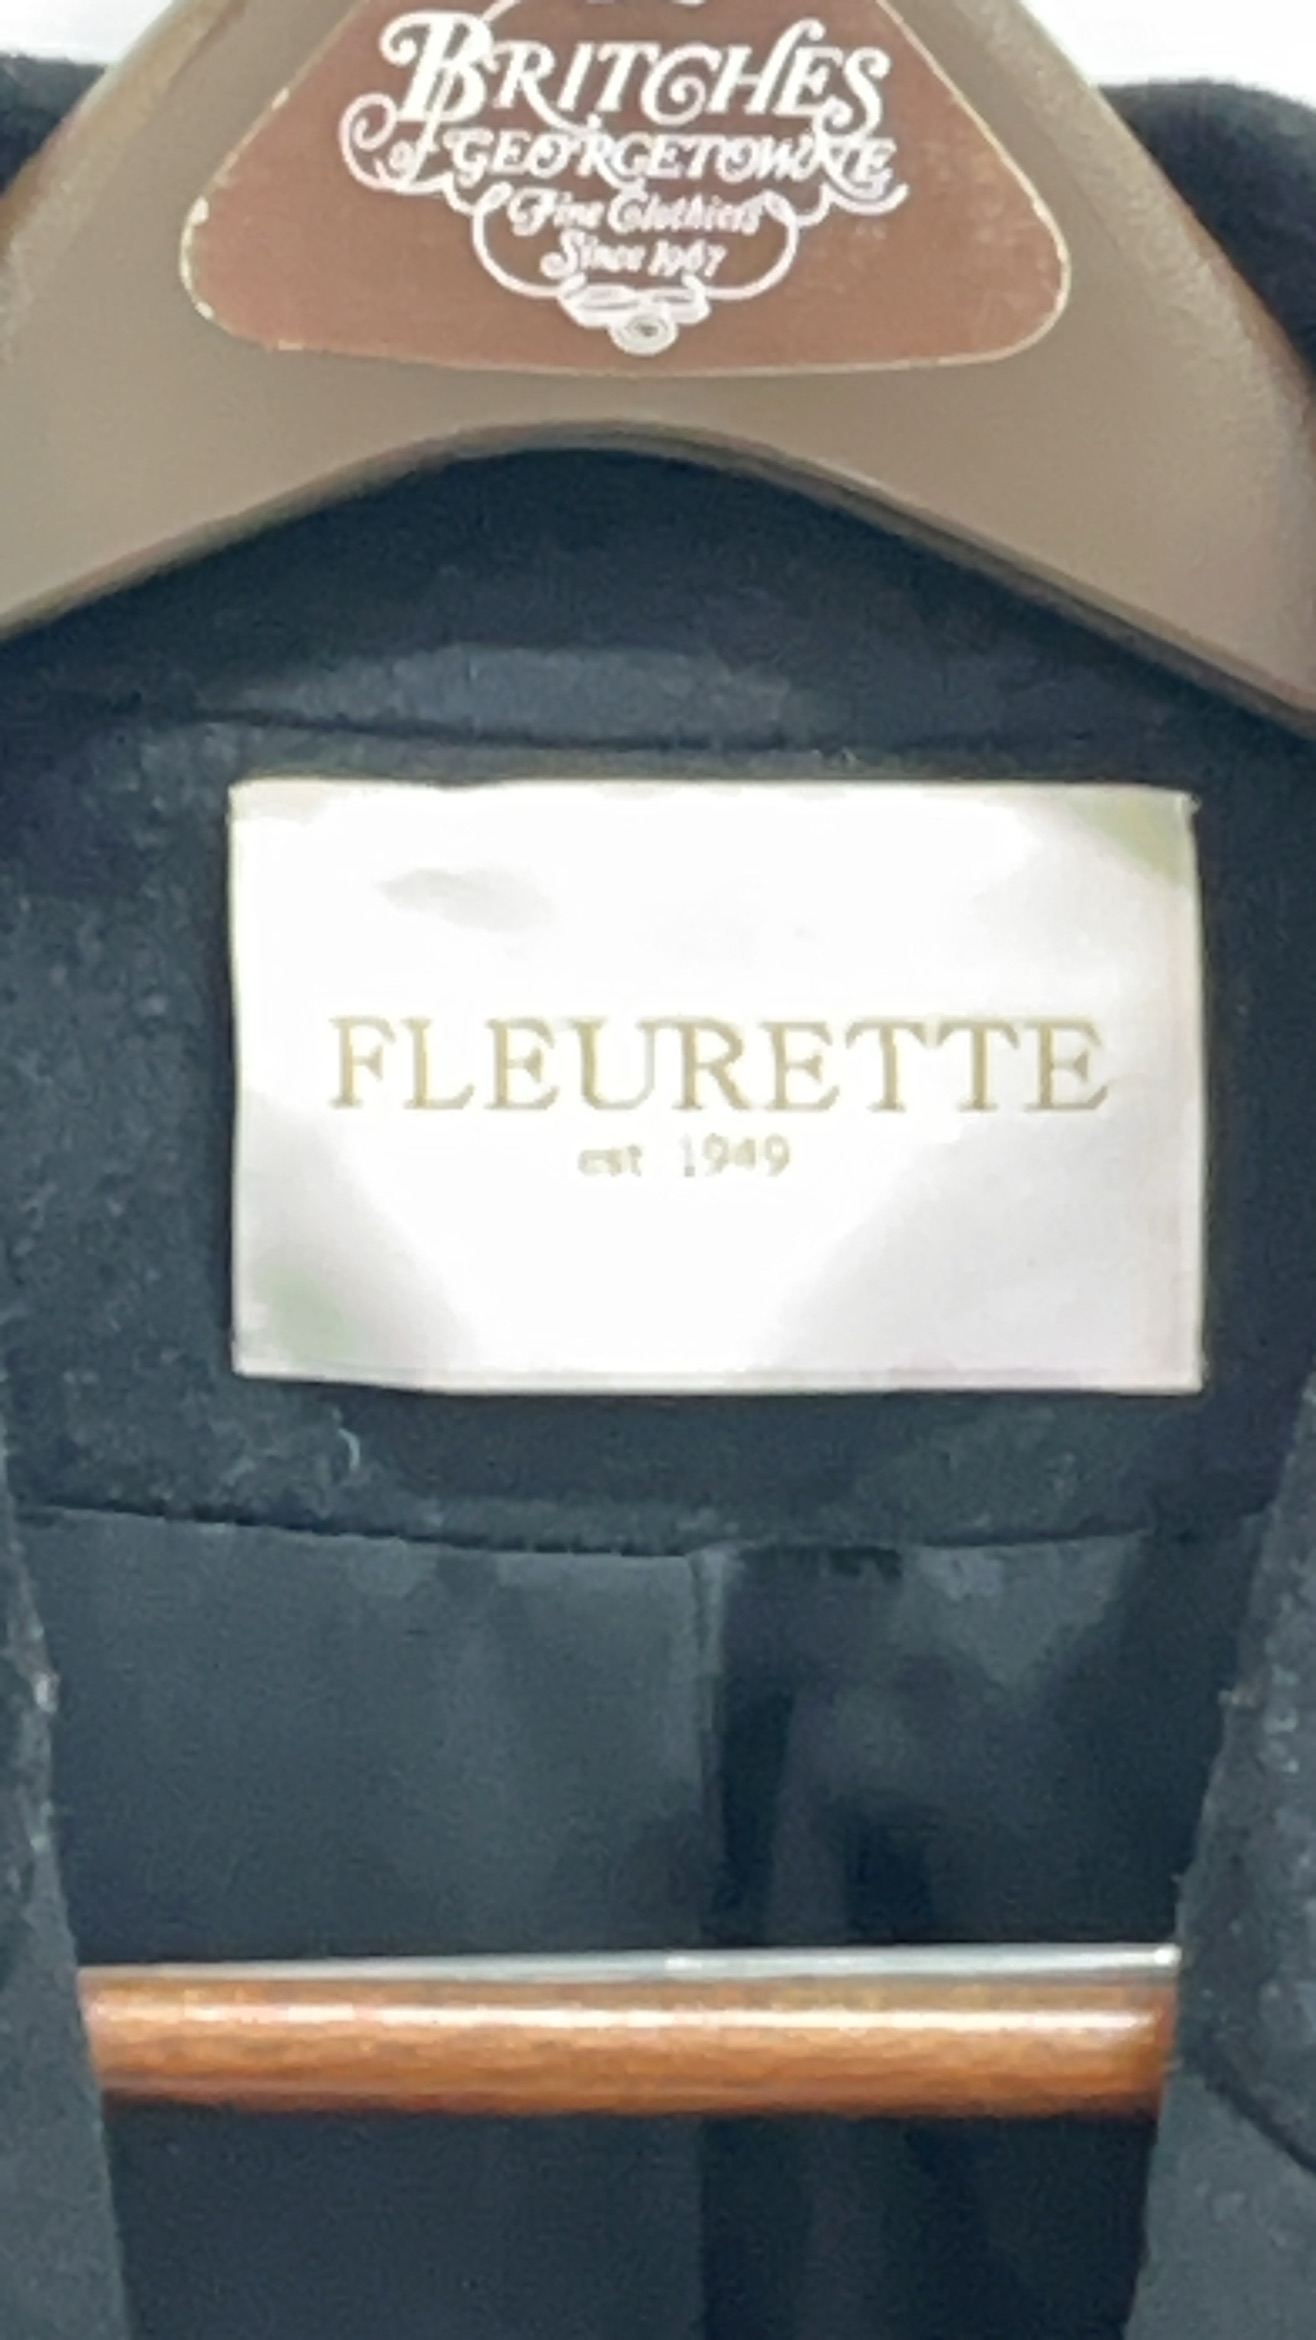 BRITCHES
of GEORGETOWNE
Fine Clothiers
Since 1967
FLEURETTE
est 1949